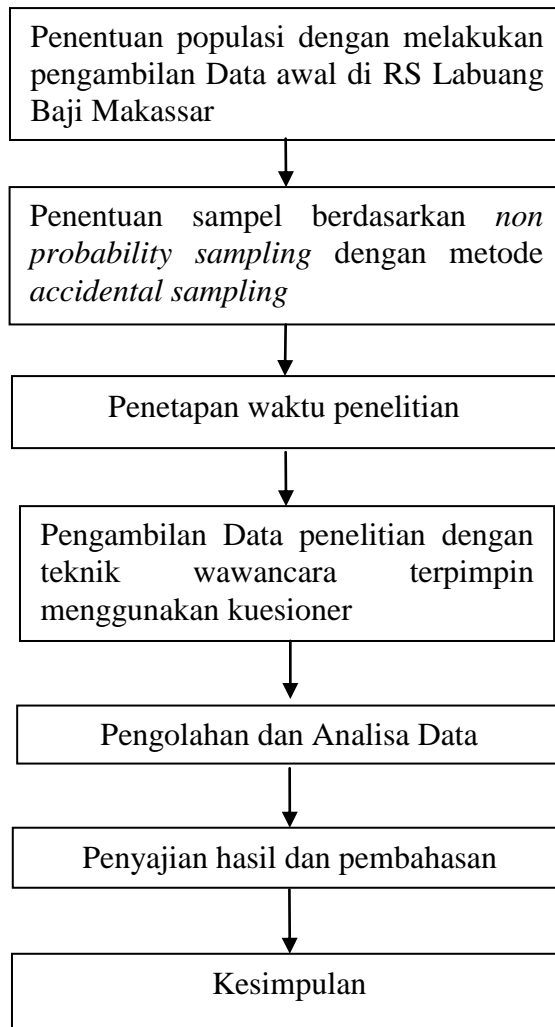 Penentuan populasi dengan melakukan
pengambilan Data awal di RS Labuang
Baji Makassar
Penentuan sampel berdasarkan non
probability sampling dengan metode
accidental sampling
Penetapan waktu penelitian
Pengambilan Data penelitian dengan
teknik wawancara terpimpin
menggunakan kuesioner
Pengolahan dan Analisa Data
Penyajian hasil dan pembahasan
Kesimpulan